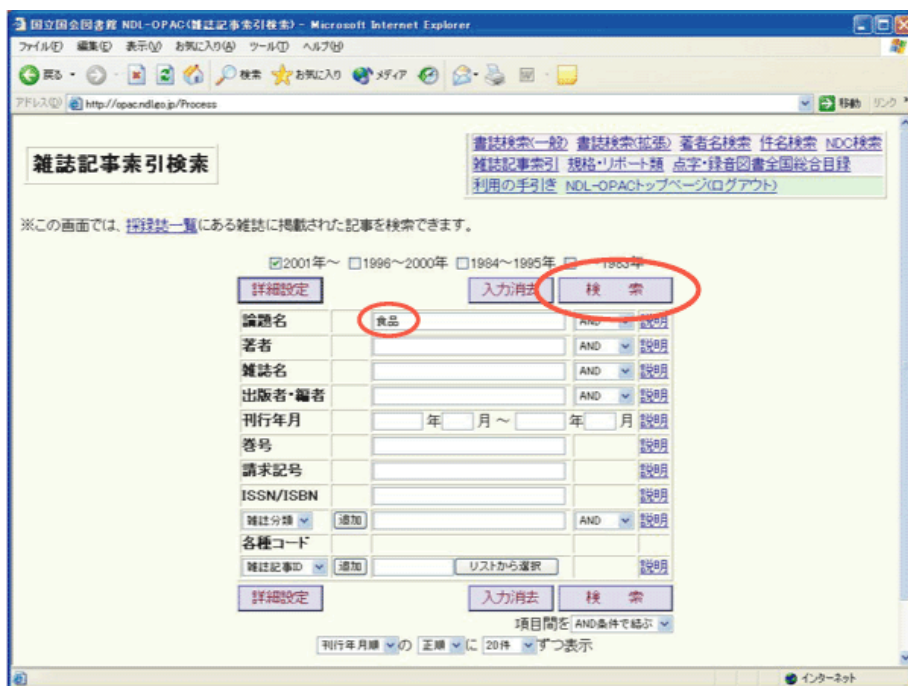 国立国会図書館 NDL-OPAC(雑誌記事索引検索) - Microsoft Internet Explorer
ファイル(F) 編集(E) 表示(V) お気に入り(A) ツール(T) ヘルプ(H)
戻る 検索 お気に入り メディア
アドレス(D) http://opac.ndl.go.jp/Process 移動 リンク
雑誌記事索引検索
書誌検索(一般) 書誌検索(拡張) 著者名検索 件名検索 NDC検索
雑誌記事索引 規格・リポート類 点字・録音図書全国総合目録
利用の手引き NDL-OPACトップページ(ログアウト)
※この画面では、採録誌一覧にある雑誌に掲載された記事を検索できます。
2001年～ 1996～2000年 1984～1995年 1983年
詳細設定 入力消去 検 索
論題名 食品 AND 説明
著者 AND 説明
雑誌名 AND 説明
出版者・編者 AND 説明
刊行年月 年 月～ 年 月 説明
巻号 説明
請求記号 説明
ISSN/ISBN 説明
雑誌分類 追加 AND 説明
各種コード
雑誌記事ID 追加 リストから選択 説明
詳細設定 入力消去 検 索
項目間を AND条件で結ぶ
刊行年月順 の 正順 に 20件 ずつ表示
インターネット